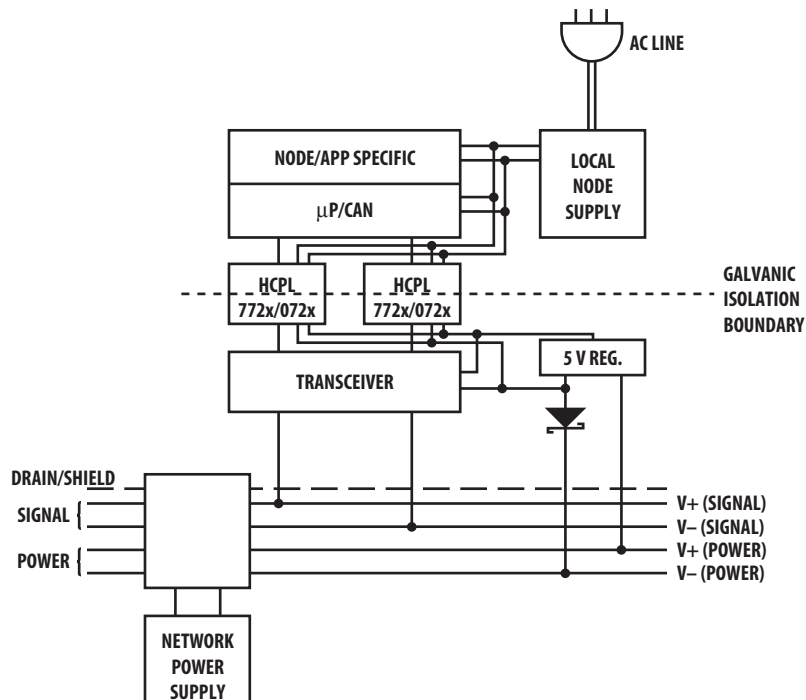 AC LINE
NODE/APP SPECIFIC
LOCAL
NODE
SUPPLY
μP/CAN
HCPL
772x/072x
HCPL
772x/072x
GALVANIC
ISOLATION
BOUNDARY
5 V REG.
TRANSCEIVER
DRAIN/SHIELD
SIGNAL
POWER
V+ (SIGNAL)
V– (SIGNAL)
V+ (POWER)
V– (POWER)
NETWORK
POWER
SUPPLY